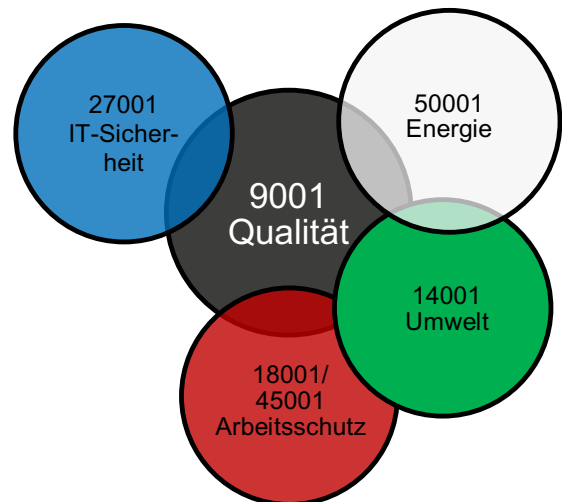 27001
IT-Sicher-
heit
50001
Energie
9001
Qualität
14001
Umwelt
18001/
45001
Arbeitsschutz